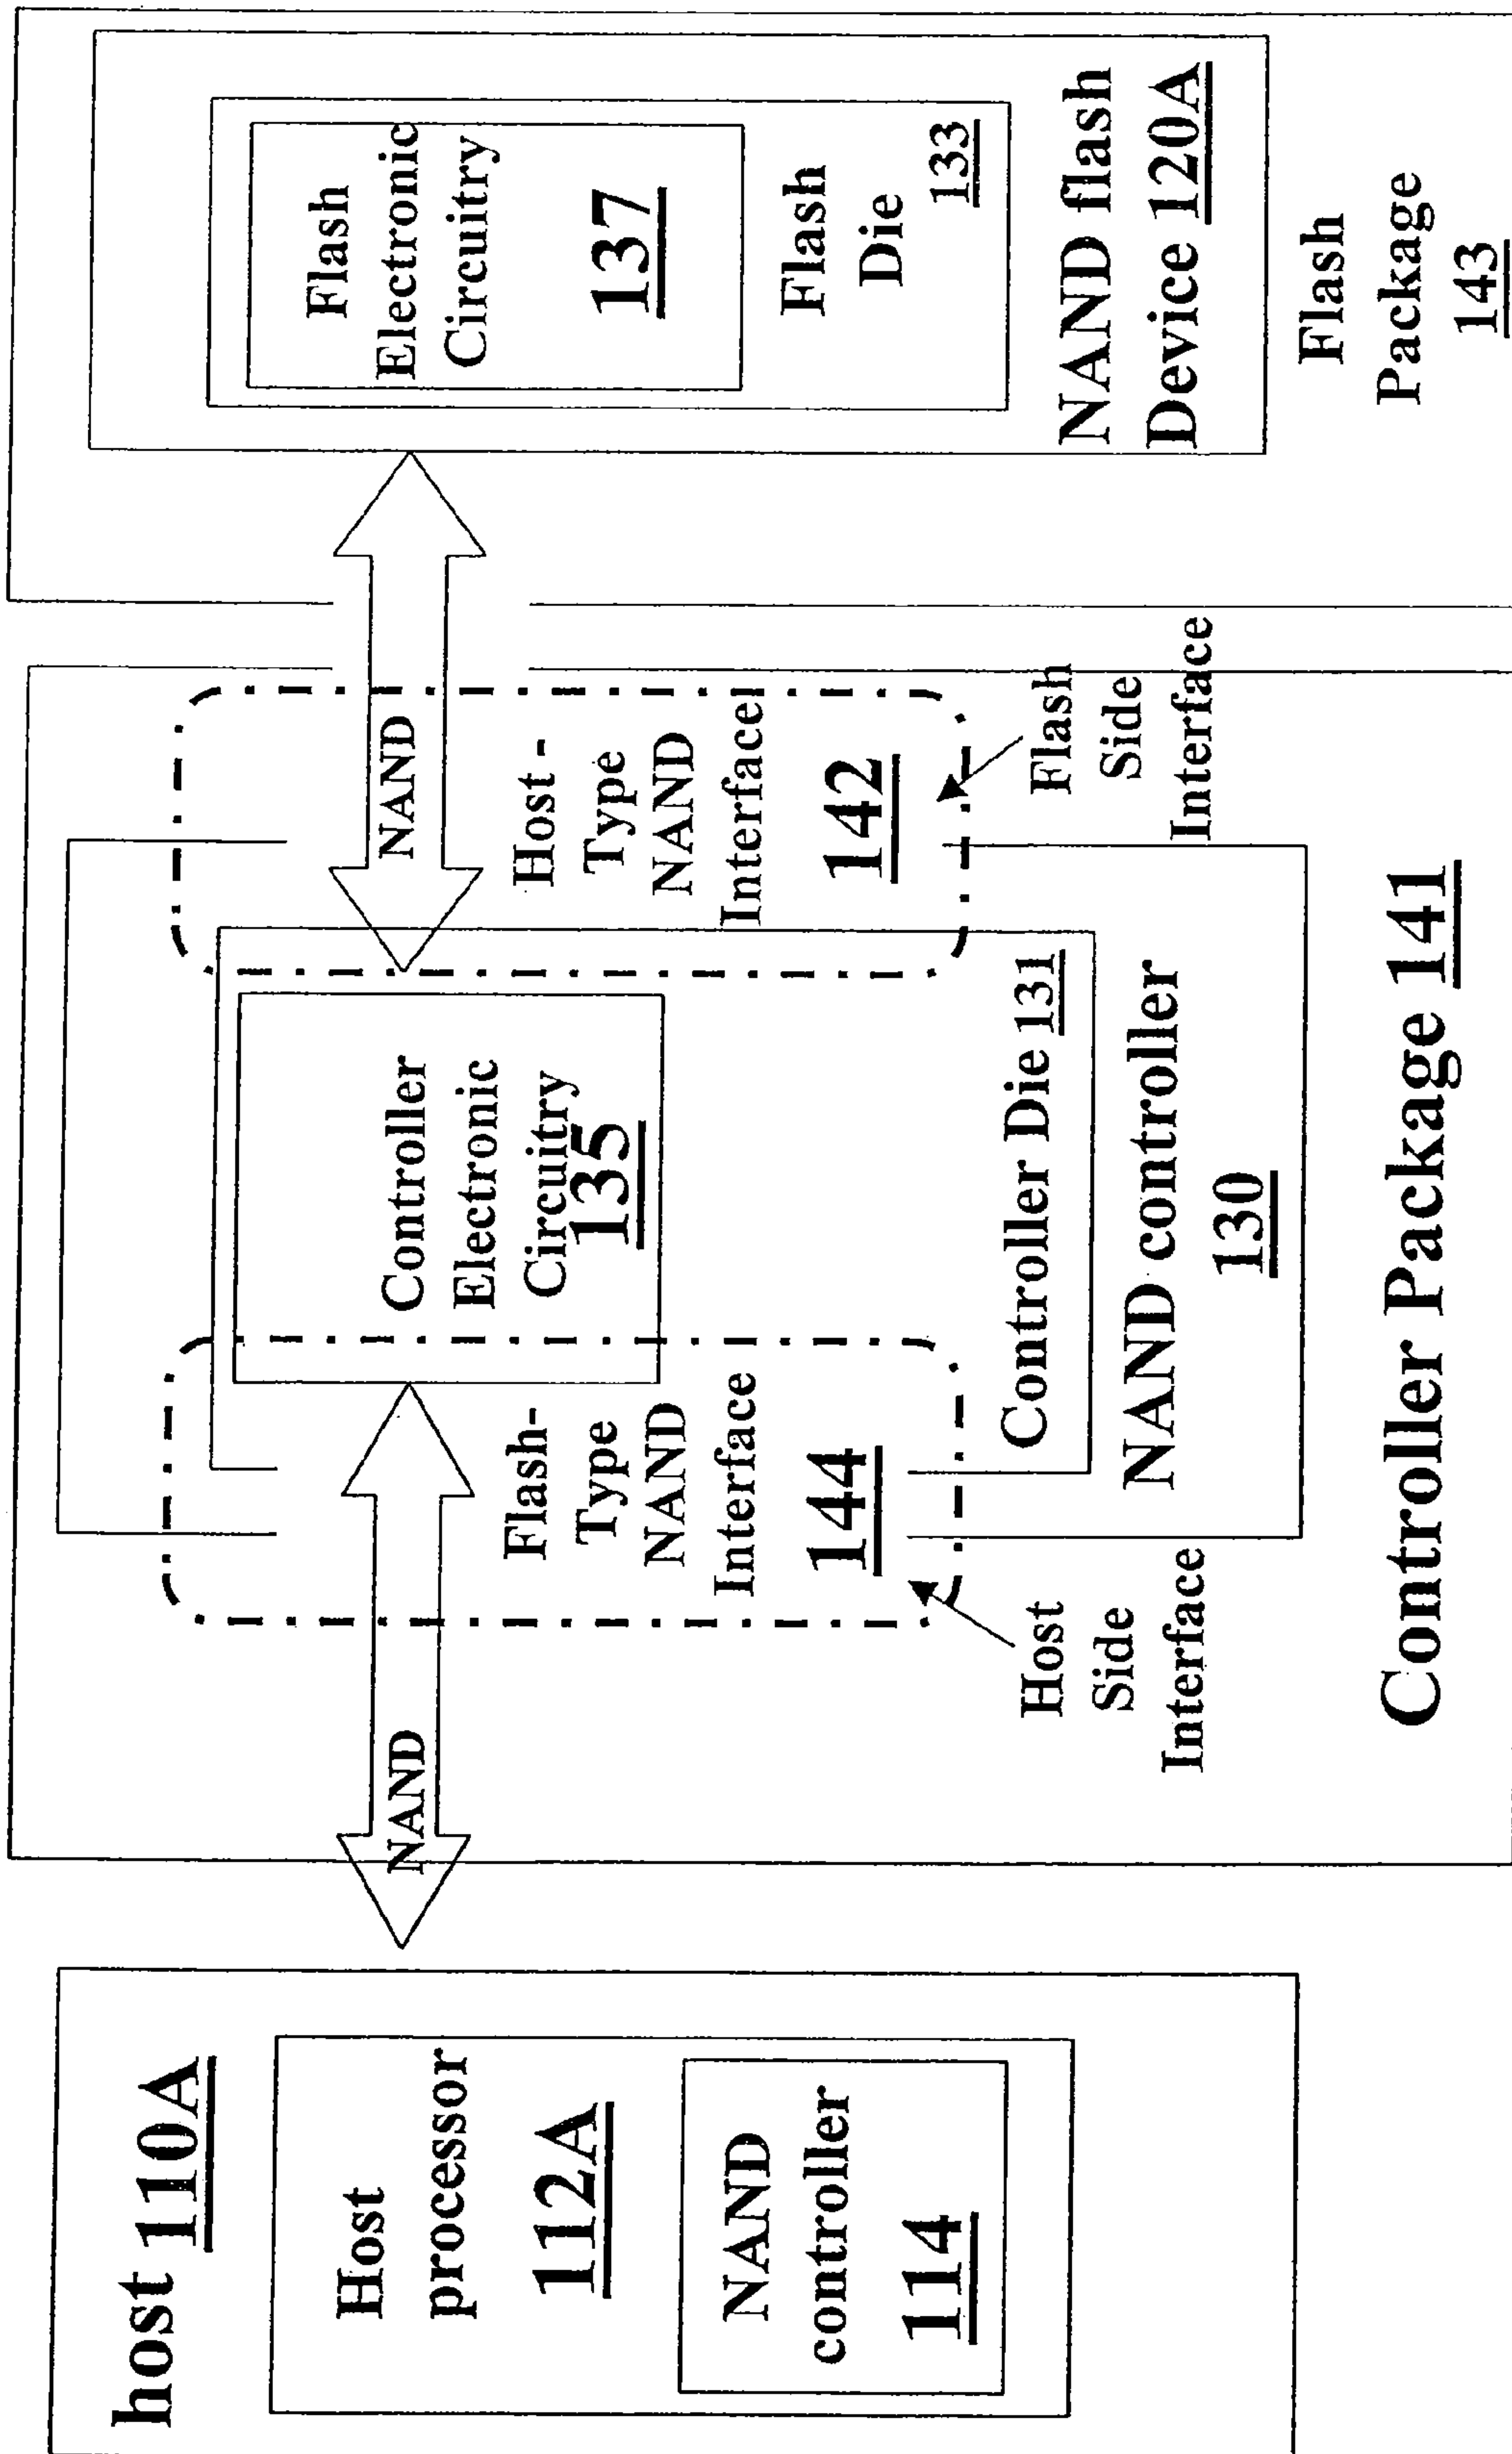 host 110A
Host
processor
112A
NAND
controller
114
NAND
Flash-
Type
NAND
Interface
144
Host
Side
Interface
Controller
Electronic
Circuitry
135
Controller Die 131
NAND controller
130
Controller Package 141
NAND
Host -
Type
NAND
Interface
142
Flash
Side
Interface
Flash
Electronic
Circuitry
137
Flash
Die
133
NAND flash
Device 120A
Flash
Package
143